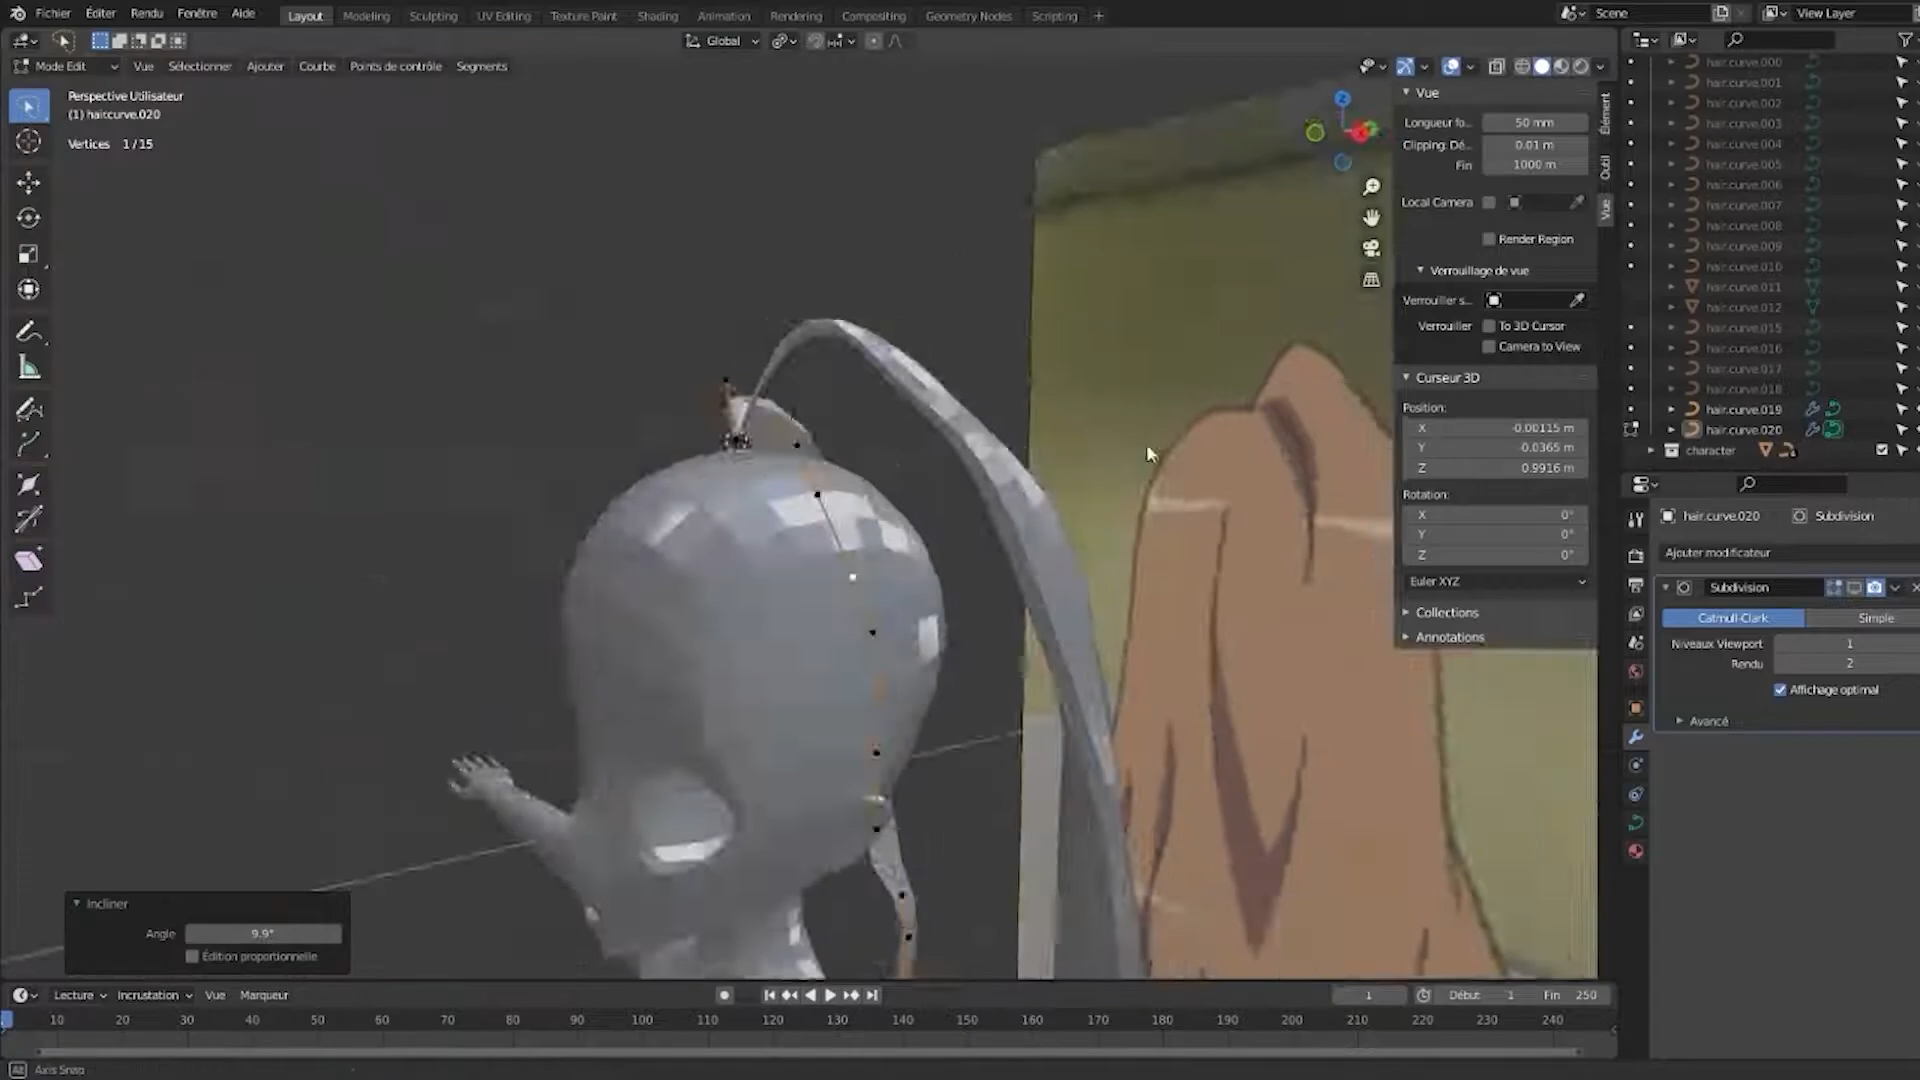 Fichier Éditer Rendu Fenêtre Aide Layout Modeling Sculpting UV Editing Texture Paint Shading Animation Rendering Compositing Geometry Nodes Scripting + Scene View Layer
Global
Mode Edit Vue Sélectionner Ajouter Courbe Points de contrôle Segments
Perspective Utilisateur
(1) hair.curve.020
Vertices 1/15
Z
X
Vue
Longueur fo... 50 mm
Clipping: Dé... 0.01 m
Fin 1000 m
Local Camera
Render Region
Verrouillage de vue
Verrouiller s...
Verrouiller To 3D Cursor
Camera to View
Curseur 3D
Position:
X -0.00115 m
Y -0.0365 m
Z 0.9916 m
Rotation:
X 0°
Y 0°
Z 0°
Euler XYZ
Collections
Annotations
Élément
Outil
Vue
hair.curve.000
hair.curve.001
hair.curve.002
hair.curve.003
hair.curve.004
hair.curve.005
hair.curve.006
hair.curve.007
hair.curve.008
hair.curve.009
hair.curve.010
hair.curve.011
hair.curve.012
hair.curve.015
hair.curve.016
hair.curve.017
hair.curve.018
hair.curve.019
hair.curve.020
character
hair.curve.020 Subdivision
Ajouter modificateur
Subdivision
Catmull-Clark Simple
Niveaux Viewport 1
Rendu 2
Affichage optimal
Avancé
Incliner
Angle 9.9°
Édition proportionnelle
Lecture Incrustation Vue Marqueur 1 Début 1 Fin 250
10 20 30 40 50 60 70 80 90 100 110 120 130 140 150 160 170 180 190 200 210 220 230 240
Alt Axis Snap